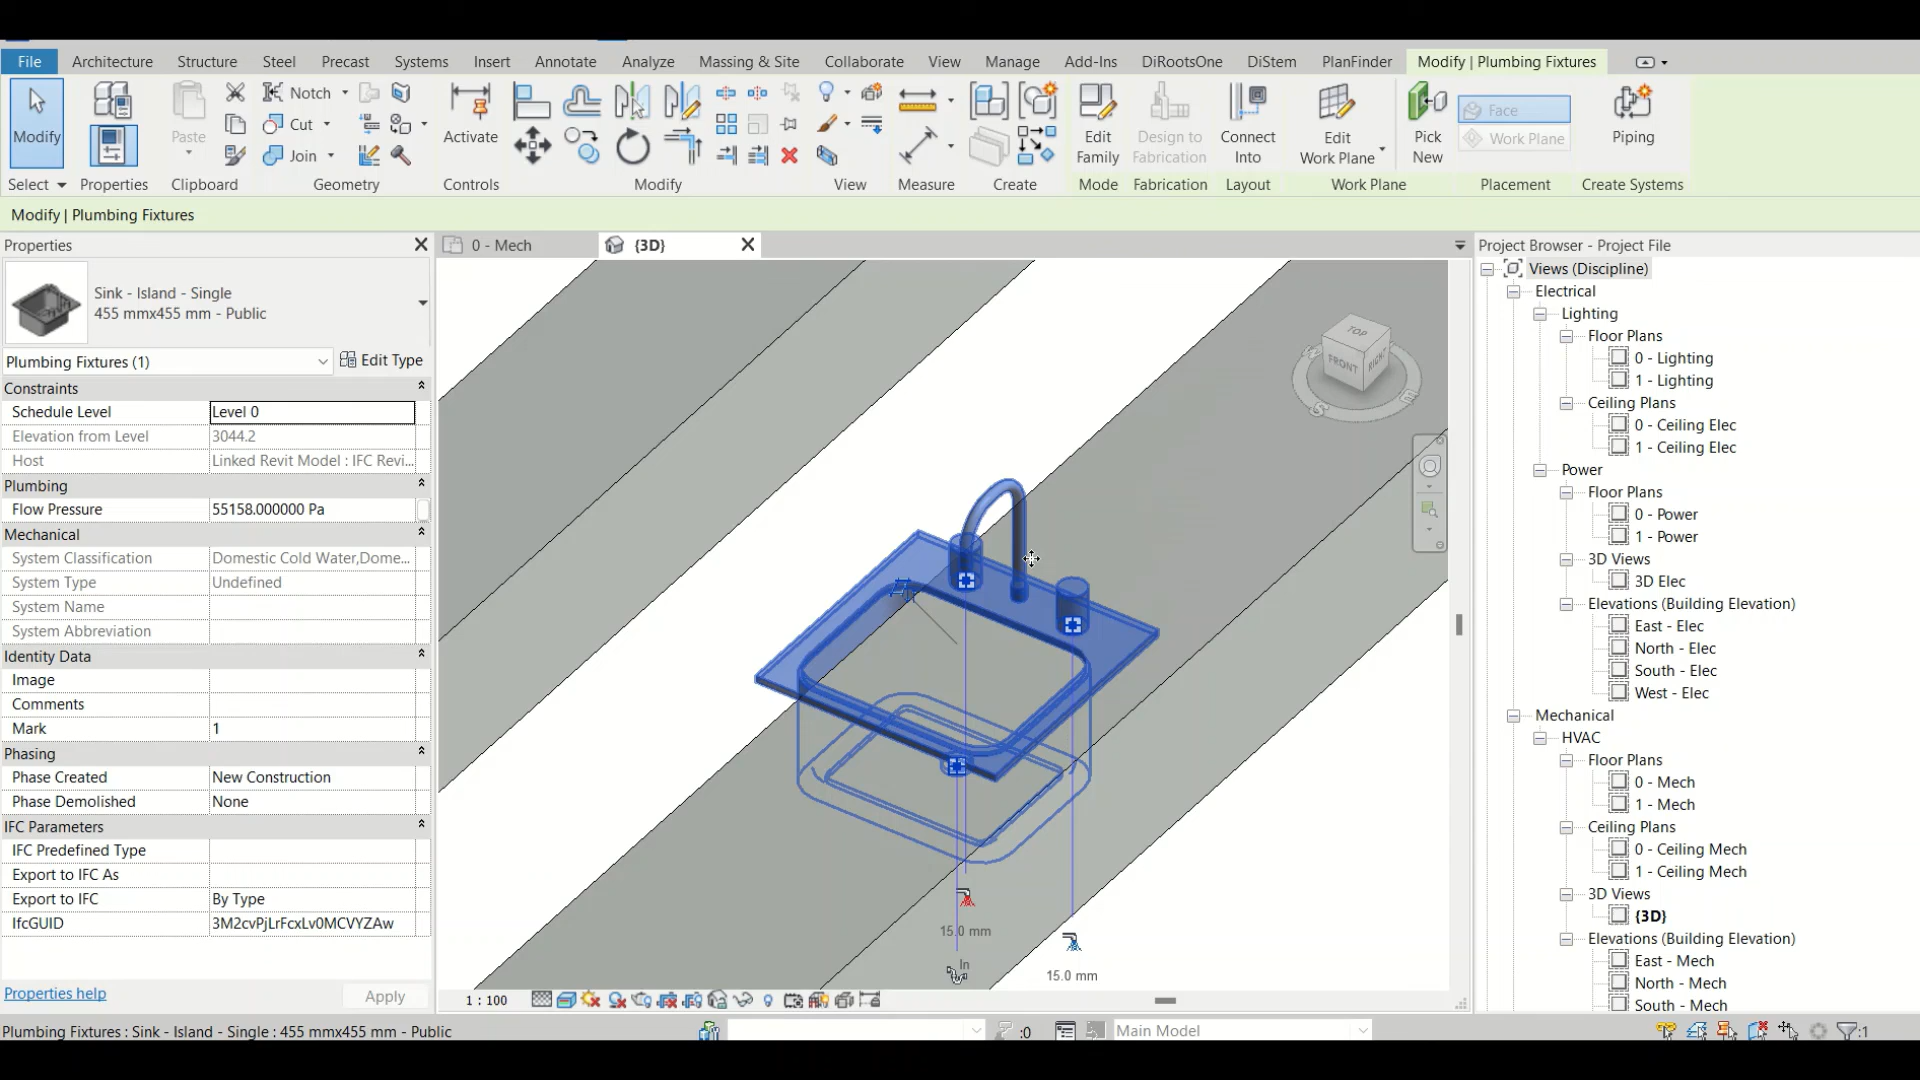 File Architecture Structure Steel Precast Systems Insert Annotate Analyze Massing & Site Collaborate View Manage Add-Ins DiRootsOne DiStem PlanFinder Modify | Plumbing Fixtures
Modify
Paste
Notch
Cut
Join
Activate
Edit Family
Design to Fabrication
Connect Into
Edit Work Plane
Pick New
Face
Work Plane
Piping
Select Properties Clipboard Geometry Controls Modify View Measure Create Mode Fabrication Layout Work Plane Placement Create Systems
Modify | Plumbing Fixtures
Properties
Sink - Island - Single
455 mmx455 mm - Public
Plumbing Fixtures (1) Edit Type
Constraints
Schedule Level Level 0
Elevation from Level 3044.2
Host Linked Revit Model : IFC Revi...
Plumbing
Flow Pressure 55158.000000 Pa
Mechanical
System Classification Domestic Cold Water,Dome...
System Type Undefined
System Name
System Abbreviation
Identity Data
Image
Comments
Mark 1
Phasing
Phase Created New Construction
Phase Demolished None
IFC Parameters
IFC Predefined Type
Export to IFC As
Export to IFC By Type
IfcGUID 3M2cvPjLrFcxLv0MCVYZAw
Properties help Apply
0 - Mech {3D}
TOP
FRONT RIGHT
S E
15.0 mm
In
15.0 mm
1 : 100
Project Browser - Project File
Views (Discipline)
Electrical
Lighting
Floor Plans
0 - Lighting
1 - Lighting
Ceiling Plans
0 - Ceiling Elec
1 - Ceiling Elec
Power
Floor Plans
0 - Power
1 - Power
3D Views
3D Elec
Elevations (Building Elevation)
East - Elec
North - Elec
South - Elec
West - Elec
Mechanical
HVAC
Floor Plans
0 - Mech
1 - Mech
Ceiling Plans
0 - Ceiling Mech
1 - Ceiling Mech
3D Views
{3D}
Elevations (Building Elevation)
East - Mech
North - Mech
South - Mech
Plumbing Fixtures : Sink - Island - Single : 455 mmx455 mm - Public :0 Main Model :1